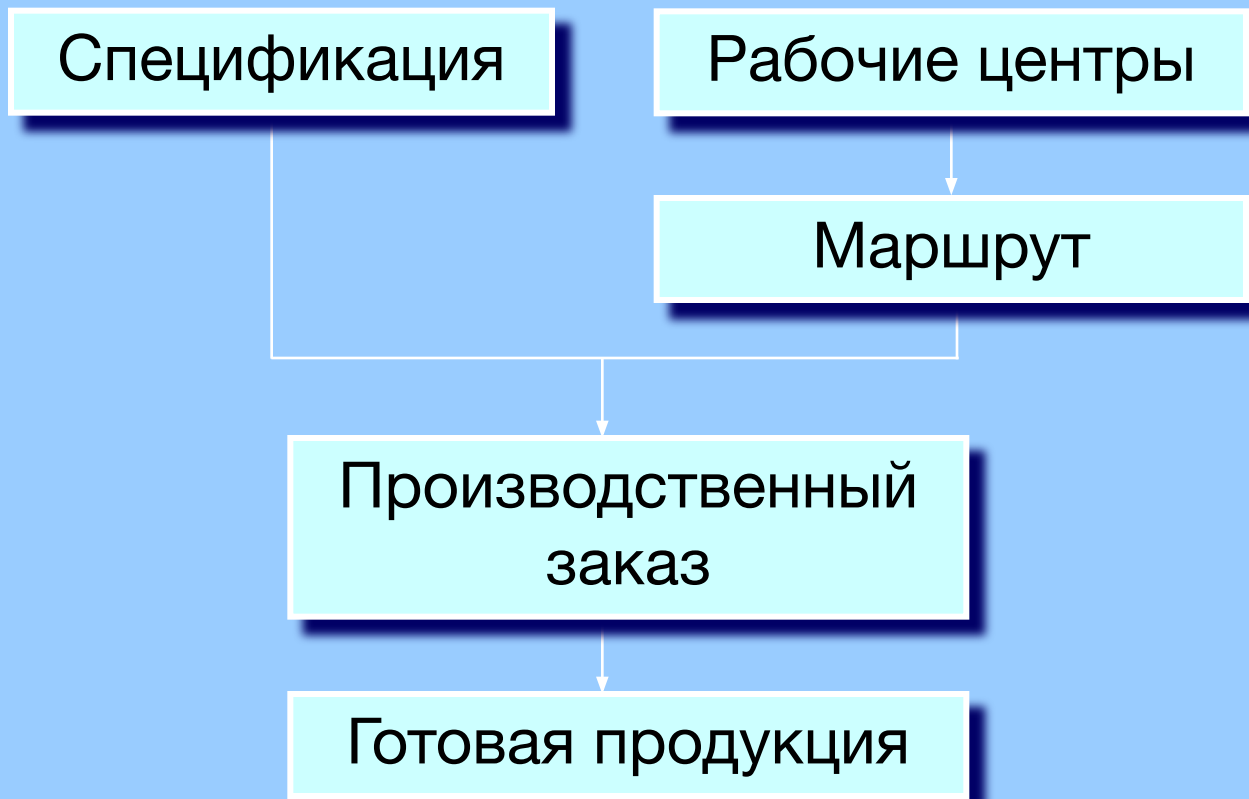 Спецификация
Рабочие центры
Маршрут
Производственный
заказ
Готовая продукция